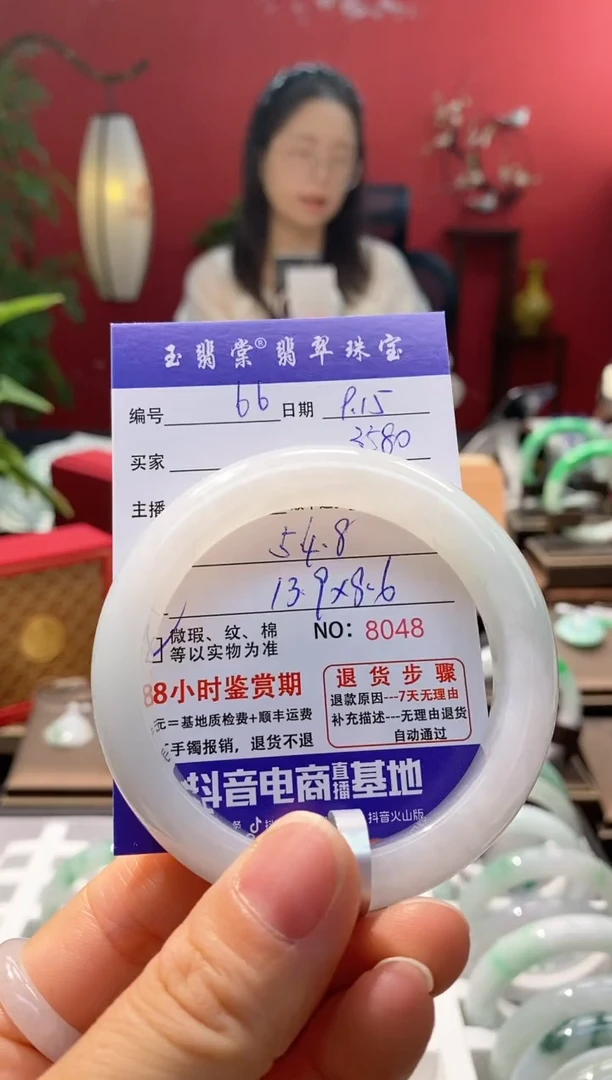 玉翡棠®翡翠珠宝
编号 66 日期 9.15
3580
买家
主播
54.8
13.9x8.6
微瑕、纹、棉 NO：8048
等以实物为准
88小时鉴赏期
退货步骤
元＝基地质检费+顺丰运费
退款原因---7天无理由
补充描述---无理由退货
手镯报销，退货不退
自动通过
抖音电商直播基地
抖音火山版